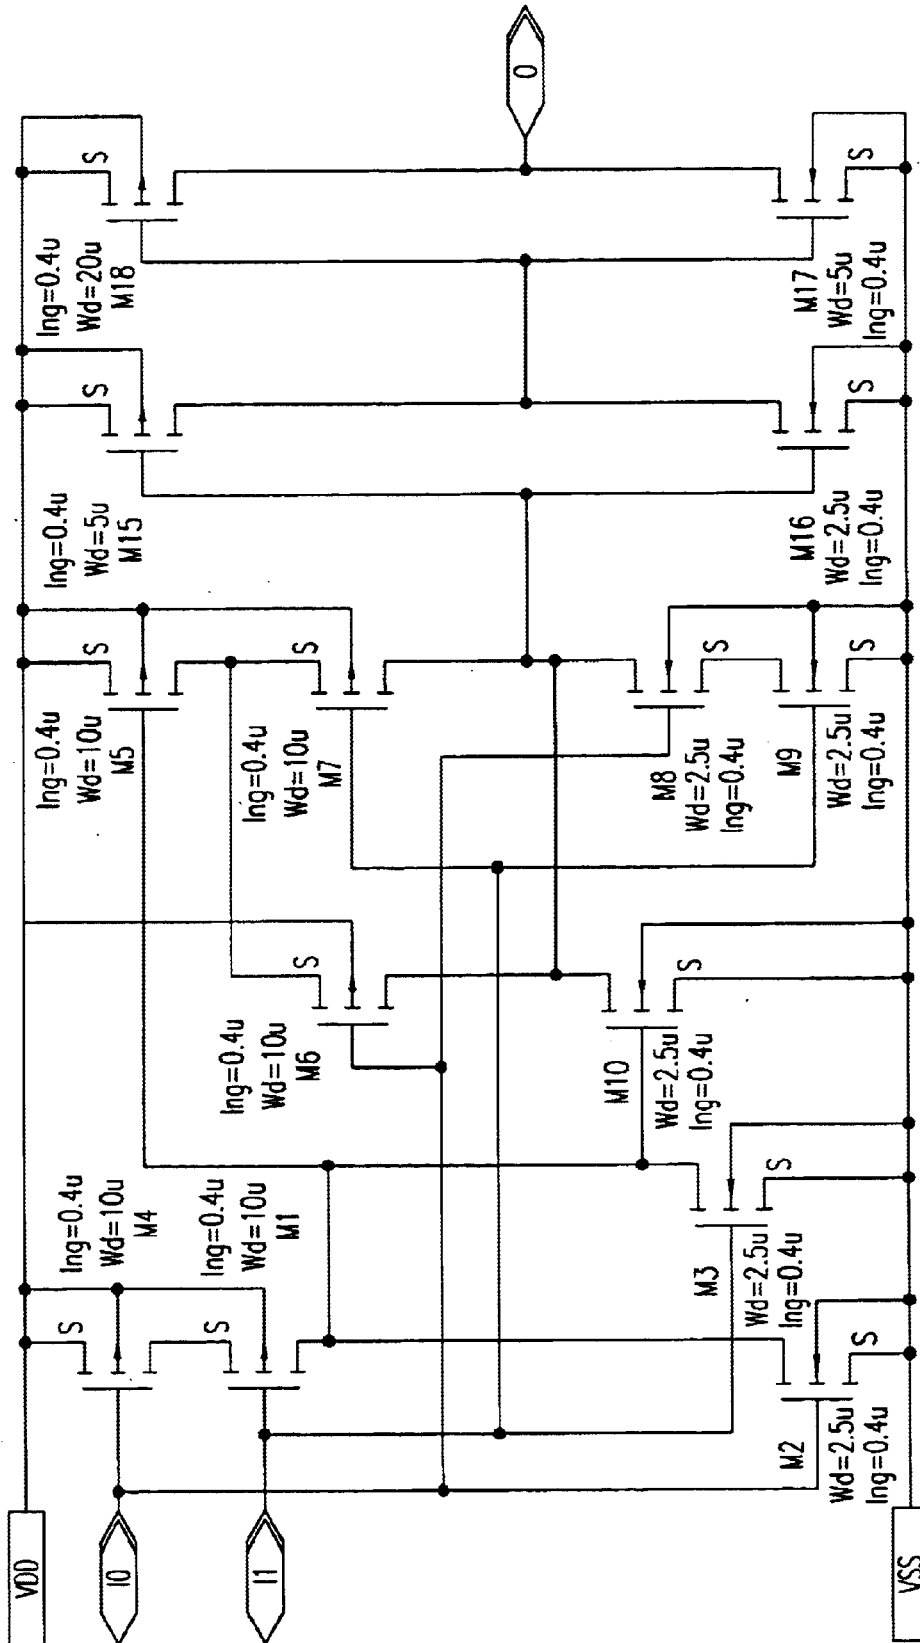 VDD
I0
I1
VSS
lng=0.4u
Wd=10u
M4
S
lng=0.4u
Wd=10u
M1
S
M2
Wd=2.5u
lng=0.4u
S
M3
Wd=2.5u
lng=0.4u
S
lng=0.4u
Wd=10u
M6
S
M10
Wd=2.5u
lng=0.4u
S
lng=0.4u
Wd=10u
M5
S
lng=0.4u
Wd=10u
M7
S
M8
Wd=2.5u
lng=0.4u
S
M9
Wd=2.5u
lng=0.4u
S
lng=0.4u
Wd=5u
M15
S
M16
Wd=2.5u
lng=0.4u
S
lng=0.4u
Wd=20u
M18
S
M17
Wd=5u
lng=0.4u
S
O